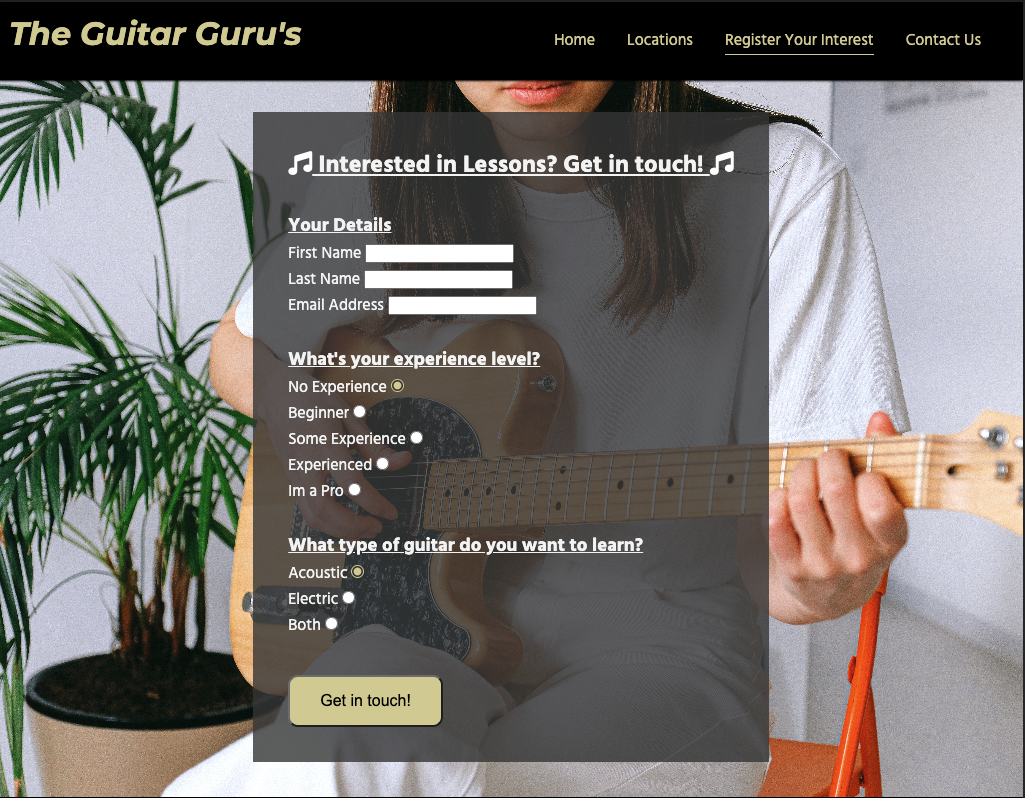 The Guitar Guru's
Home Locations Register Your Interest Contact Us
Interested in Lessons? Get in touch!
Your Details
First Name
Last Name
Email Address
What's your experience level?
No Experience
Beginner
Some Experience
Experienced
Im a Pro
What type of guitar do you want to learn?
Acoustic
Electric
Both
Get in touch!